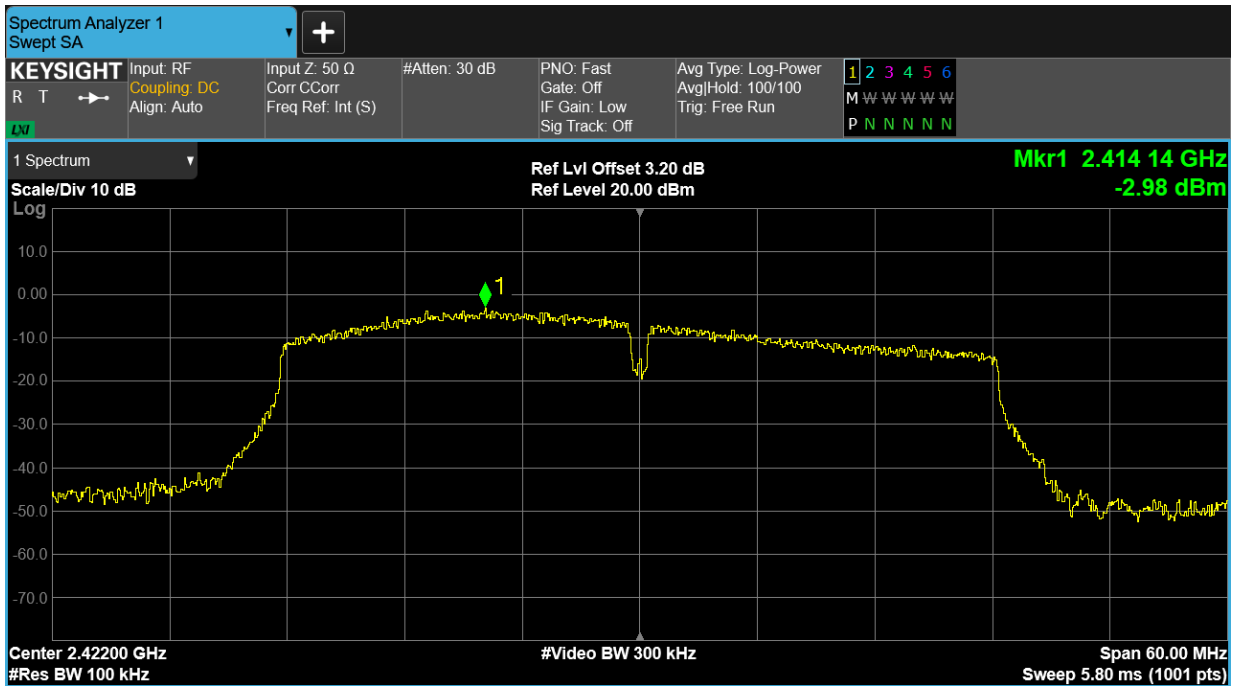 Spectrum Analyzer 1
Swept SA
KEYSIGHT
R T
LXI
Input: RF
Coupling: DC
Align: Auto
Input Z: 50 Ω
Corr CCorr
Freq Ref: Int (S)
#Atten: 30 dB
PNO: Fast
Gate: Off
IF Gain: Low
Sig Track: Off
Avg Type: Log-Power
Avg|Hold: 100/100
Trig: Free Run
1 2 3 4 5 6
M W W W W W
P N N N N N N
1 Spectrum
Scale/Div 10 dB
Log
Ref Lvl Offset 3.20 dB
Ref Level 20.00 dBm
Mkr1 2.414 14 GHz
-2.98 dBm
10.0
0.00
-10.0
-20.0
-30.0
-40.0
-50.0
-60.0
-70.0
1
Center 2.42200 GHz
#Res BW 100 kHz
#Video BW 300 kHz
Span 60.00 MHz
Sweep 5.80 ms (1001 pts)